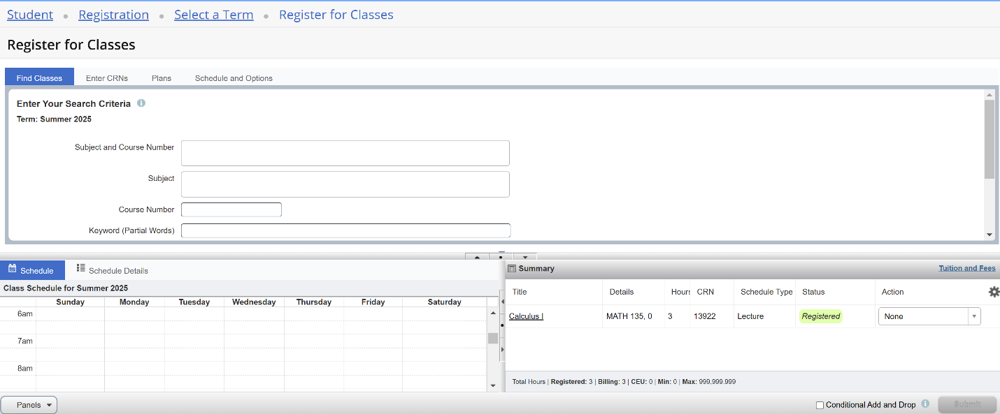 Student • Registration • Select a Term • Register for Classes
Register for Classes
Find Classes Enter CRNs Plans Schedule and Options
Enter Your Search Criteria
Term: Summer 2025
Subject and Course Number
Subject
Course Number
Keyword (Partial Words)
Schedule Schedule Details
Class Schedule for Summer 2025
Sunday Monday Tuesday Wednesday Thursday Friday Saturday
6am
7am
8am
Summary Tuition and Fees
Title Details Hours CRN Schedule Type Status Action
Calculus I MATH 135, 0 3 13922 Lecture Registered None
Total Hours | Registered: 3 | Billing: 3 | CEU: 0 | Min: 0 | Max: 999,999.999
Panels Conditional Add and Drop Submit